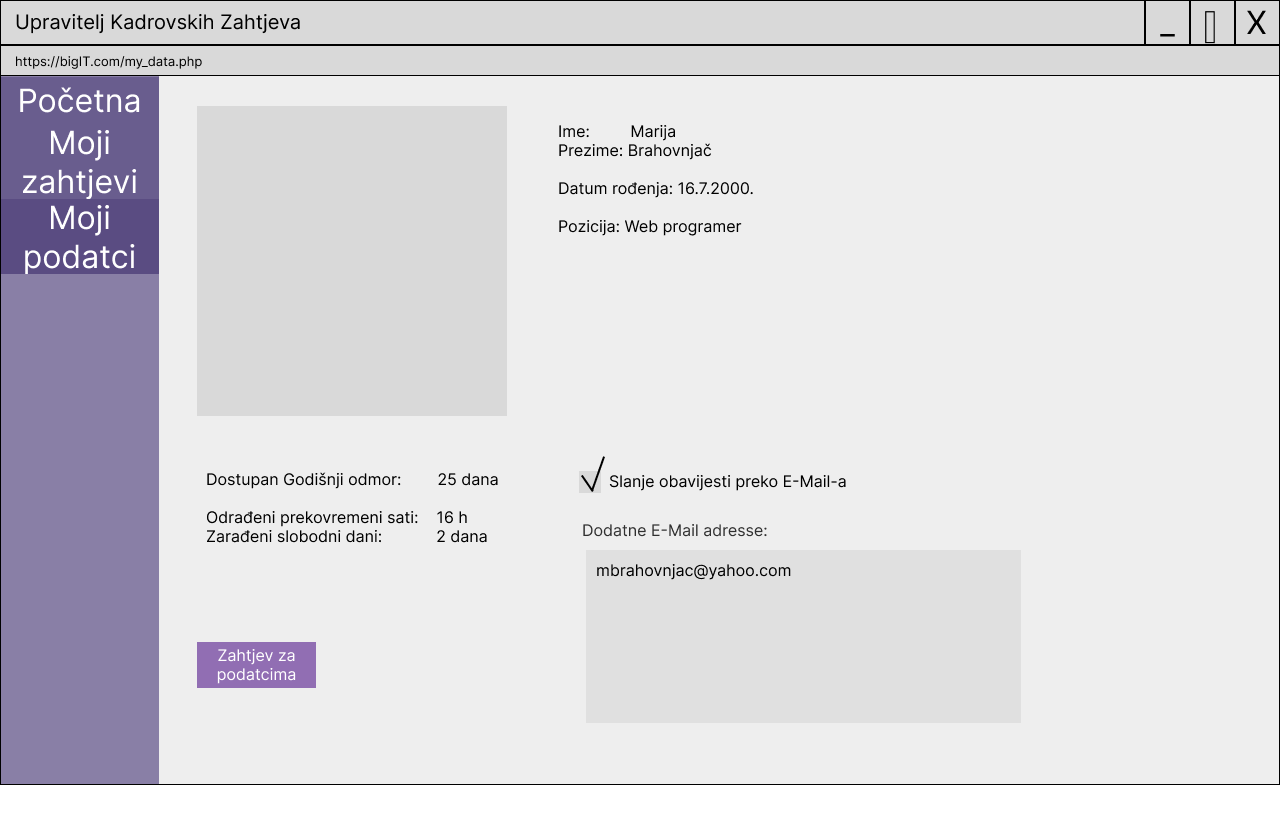 Upravitelj Kadrovskih Zahtjeva
_
X
https://bigIT.com/my_data.php
Početna
Moji
zahtjevi
Moji
podatci
Ime: Marija
Prezime: Brahovnjač
Datum rođenja: 16.7.2000.
Pozicija: Web programer
Dostupan Godišnji odmor: 25 dana
Odrađeni prekovremeni sati: 16 h
Zarađeni slobodni dani: 2 dana
Slanje obavijesti preko E-Mail-a
Dodatne E-Mail adresse:
mbrahovnjac@yahoo.com
Zahtjev za
podatcima